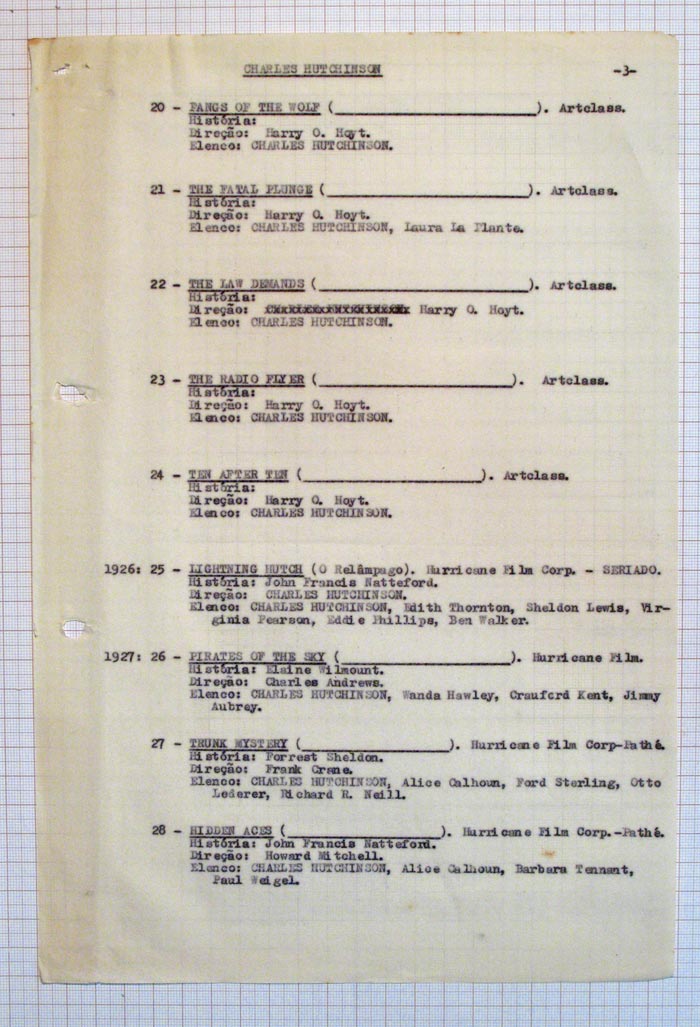 CHARLES HUTCHINSON -3-
20 - FANGS OF THE WOLF (__________________________). Artclass.
História:
Direção: Harry O. Hoyt.
Elenco: CHARLES HUTCHINSON.
21 - THE FATAL PLUNGE (__________________________). Artclass.
História:
Direção: Harry O. Hoyt.
Elenco: CHARLES HUTCHINSON, Laura La Plante.
22 - THE LAW DEMANDS (__________________________). Artclass.
História:
Direção: Harry O. Hoyt.
Elenco: CHARLES HUTCHINSON.
23 - THE RADIO FLYER (_________________________). Artclass.
História:
Direção: Harry O. Hoyt.
Elenco: CHARLES HUTCHINSON.
24 - TEN AFTER TEN (_______________________). Artclass.
História:
Direção: Harry O. Hoyt.
Elenco: CHARLES HUTCHINSON.
1926: 25 - LIGHTNING HUTCH (O Relâmpago). Hurricane Film Corp. - SERIADO.
História: John Francis Natteford.
Direção: CHARLES HUTCHINSON.
Elenco: CHARLES HUTCHINSON, Edith Thornton, Sheldon Lewis, Vir-
ginia Pearson, Eddie Phillips, Ben Walker.
1927: 26 - PIRATES OF THE SKY (_____________________). Hurricane Film.
História: Elaine Wilmount.
Direção: Charles Andrews.
Elenco: CHARLES HUTCHINSON, Wanda Hawley, Crauford Kent, Jimmy
Aubrey.
27 - TRUNK MYSTERY (__________________). Hurricane Film Corp-Pathé.
História: Forrest Sheldon.
Direção: Frank Crane.
Elenco: CHARLES HUTCHINSON, Alice Calhoun, Ford Sterling, Otto
Lederer, Richard R. Neill.
28 - HIDDEN ACES (___________________). Hurricane Film Corp.-Pathé.
História: John Francis Natteford.
Direção: Howard Mitchell.
Elenco: CHARLES HUTCHINSON, Alice Calhoun, Barbara Tennant,
Paul Weigel.